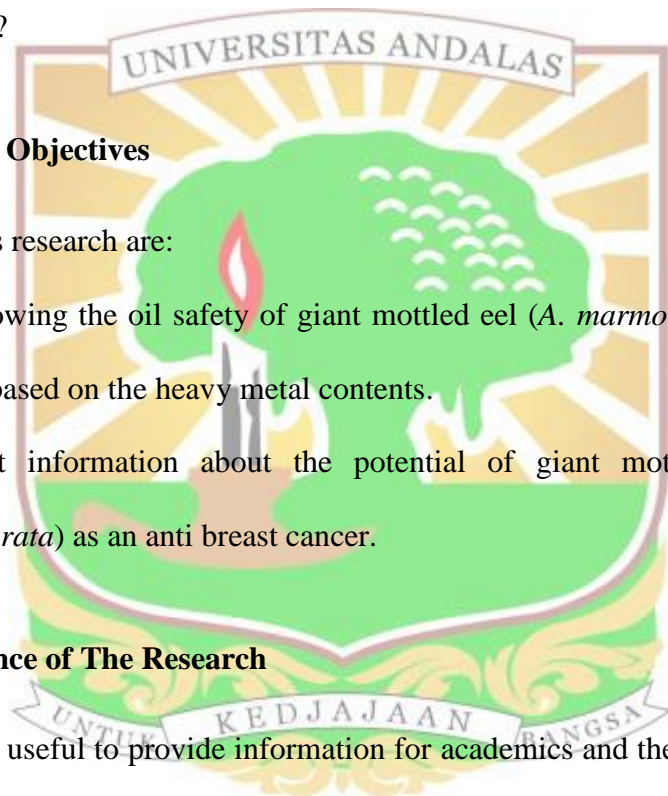 ?
UNIVERSITAS ANDALAS
Objectives
s research are:
owing the oil safety of giant mottled eel (A. marmo
based on the heavy metal contents.
t information about the potential of giant mot
rata) as an anti breast cancer.
nce of The Research
UNTUK KEDJAJAAN BANGSA
useful to provide information for academics and the